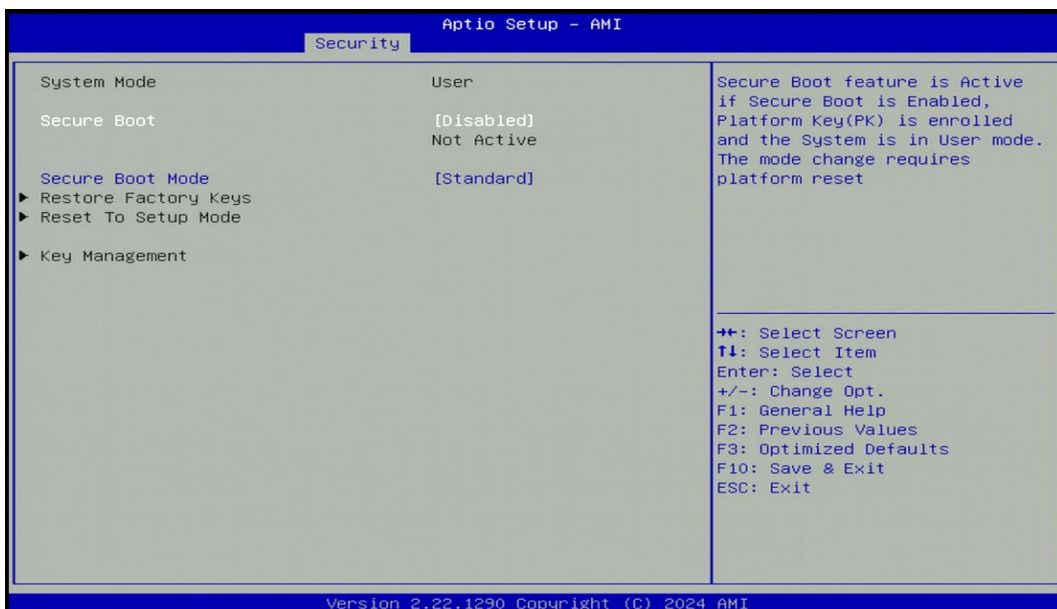 Aptio Setup – AMI
Security
System Mode User
Secure Boot [Disabled]
Not Active
Secure Boot Mode [Standard]
▶ Restore Factory Keys
▶ Reset To Setup Mode
▶ Key Management
Secure Boot feature is Active
if Secure Boot is Enabled,
Platform Key(PK) is enrolled
and the System is in User mode.
The mode change requires
platform reset
→←: Select Screen
↑↓: Select Item
Enter: Select
+/-: Change Opt.
F1: General Help
F2: Previous Values
F3: Optimized Defaults
F10: Save & Exit
ESC: Exit
Version 2.22.1290 Copyright (C) 2024 AMI